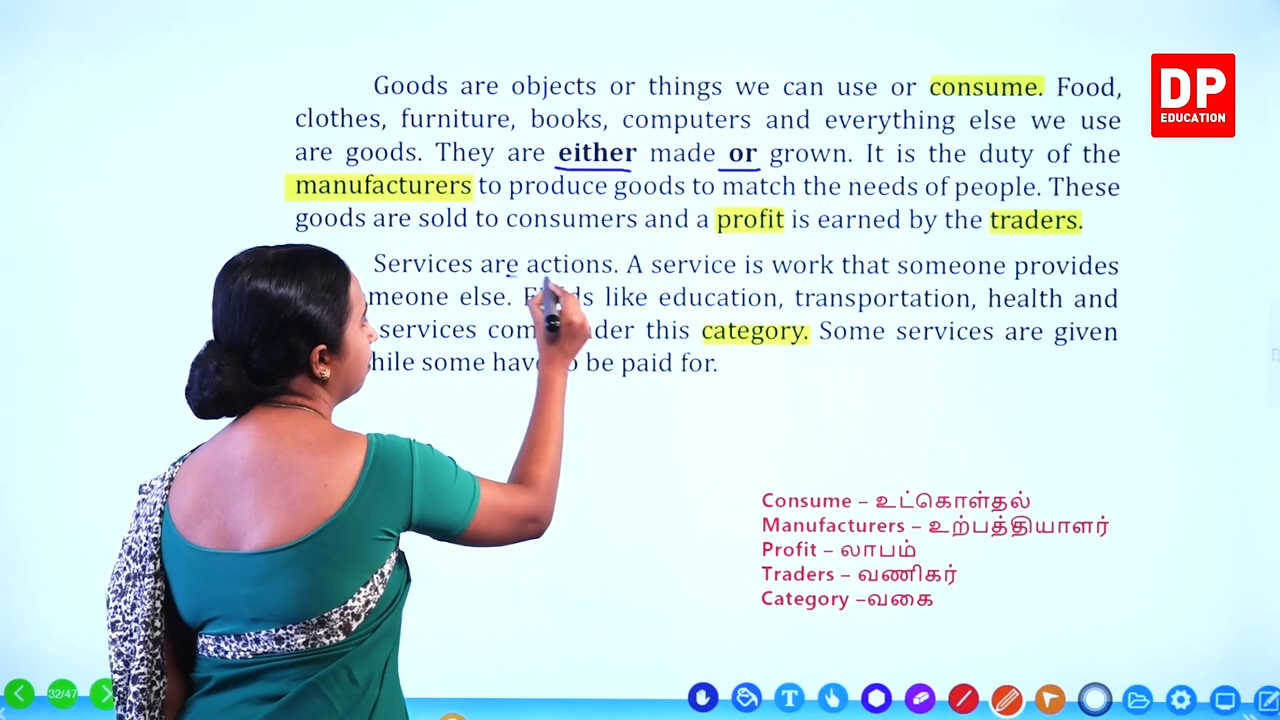 DP
EDUCATION
Goods are objects or things we can use or consume. Food,
clothes, furniture, books, computers and everything else we use
are goods. They are either made or grown. It is the duty of the
manufacturers to produce goods to match the needs of people. These
goods are sold to consumers and a profit is earned by the traders.
Services are actions. A service is work that someone provides
meone else. like education, transportation, health and
services this category. Some services are given
hile some have be paid for.
Consume – உட்கொள்தல்
Manufacturers – உற்பத்தியாளர்
Profit – லாபம்
Traders – வணிகர்
Category –வகை
32/47
T